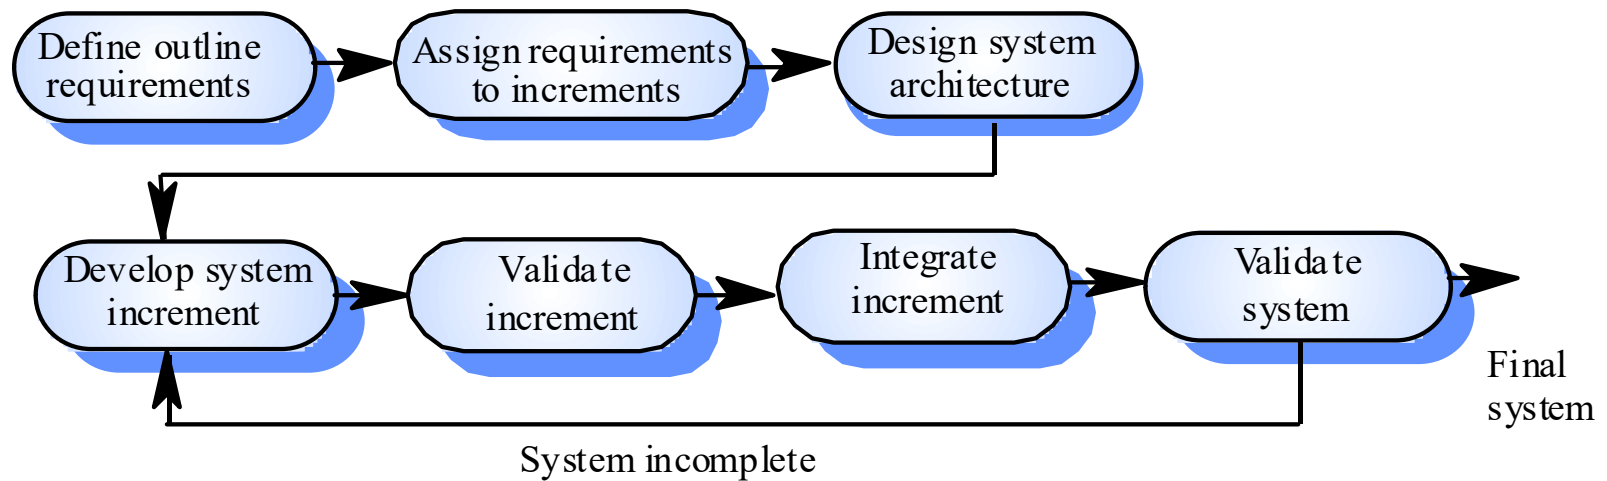 Define outline
requirements
Assign requirements
to increments
Design system
architecture
Develop system
increment
Validate
increment
Integrate
increment
Validate
system
Final
system
System incomplete